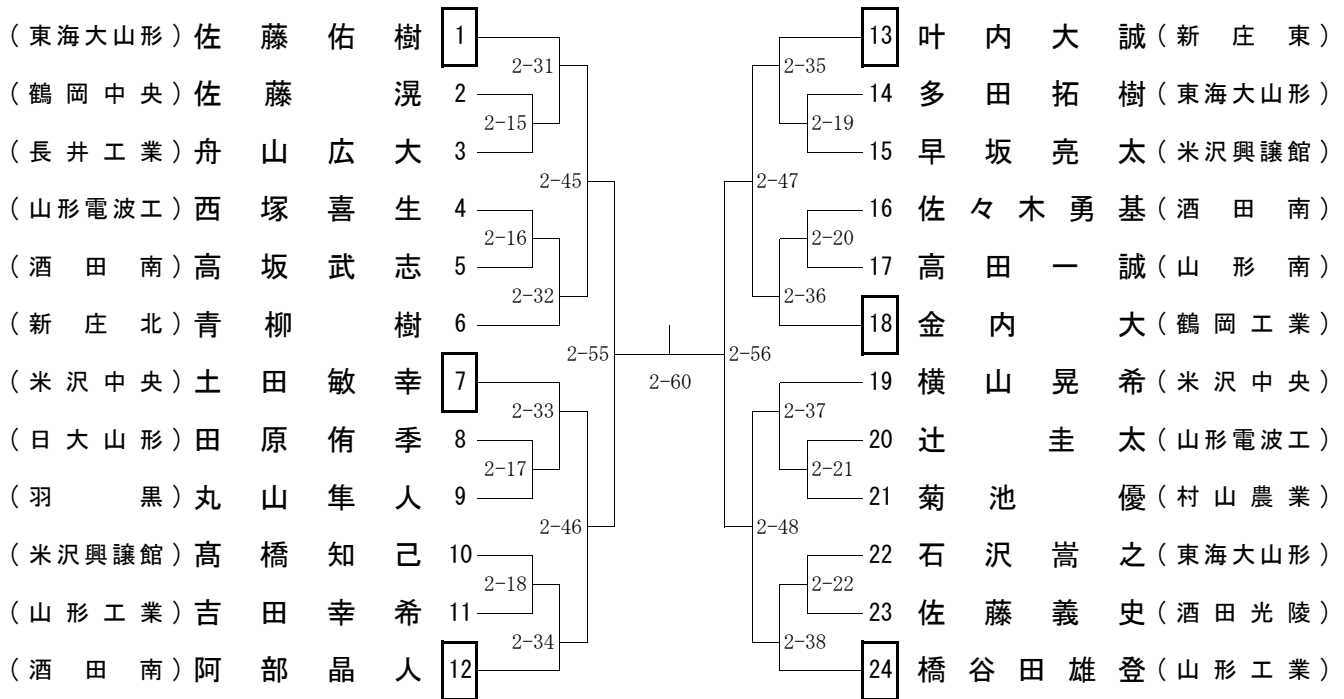 (東海大山形) 佐藤佑樹 1
2-31
(鶴岡中央) 佐藤滉 2
2-15
(長井工業) 舟山広大 3
2-45
(山形電波工) 西塚喜生 4
2-16
(酒田南) 高坂武志 5
2-32
(新庄北) 青柳樹 6
2-55
(米沢中央) 土田敏幸 7
2-33
(日大山形) 田原侑季 8
2-17
(羽黒) 丸山隼人 9
2-46
(米沢興譲館) 髙橋知己 10
2-18
(山形工業) 吉田幸希 11
2-34
(酒田南) 阿部晶人 12
2-60
13 叶内大誠 (新庄東)
2-35
14 多田拓樹 (東海大山形)
2-19
15 早坂亮太 (米沢興譲館)
2-47
16 佐々木勇基 (酒田南)
2-20
17 高田一誠 (山形南)
2-36
18 金内大 (鶴岡工業)
2-56
19 横山晃希 (米沢中央)
2-37
20 辻圭太 (山形電波工)
2-21
21 菊池優 (村山農業)
2-48
22 石沢嵩之 (東海大山形)
2-22
23 佐藤義史 (酒田光陵)
2-38
24 橋谷田雄登 (山形工業)